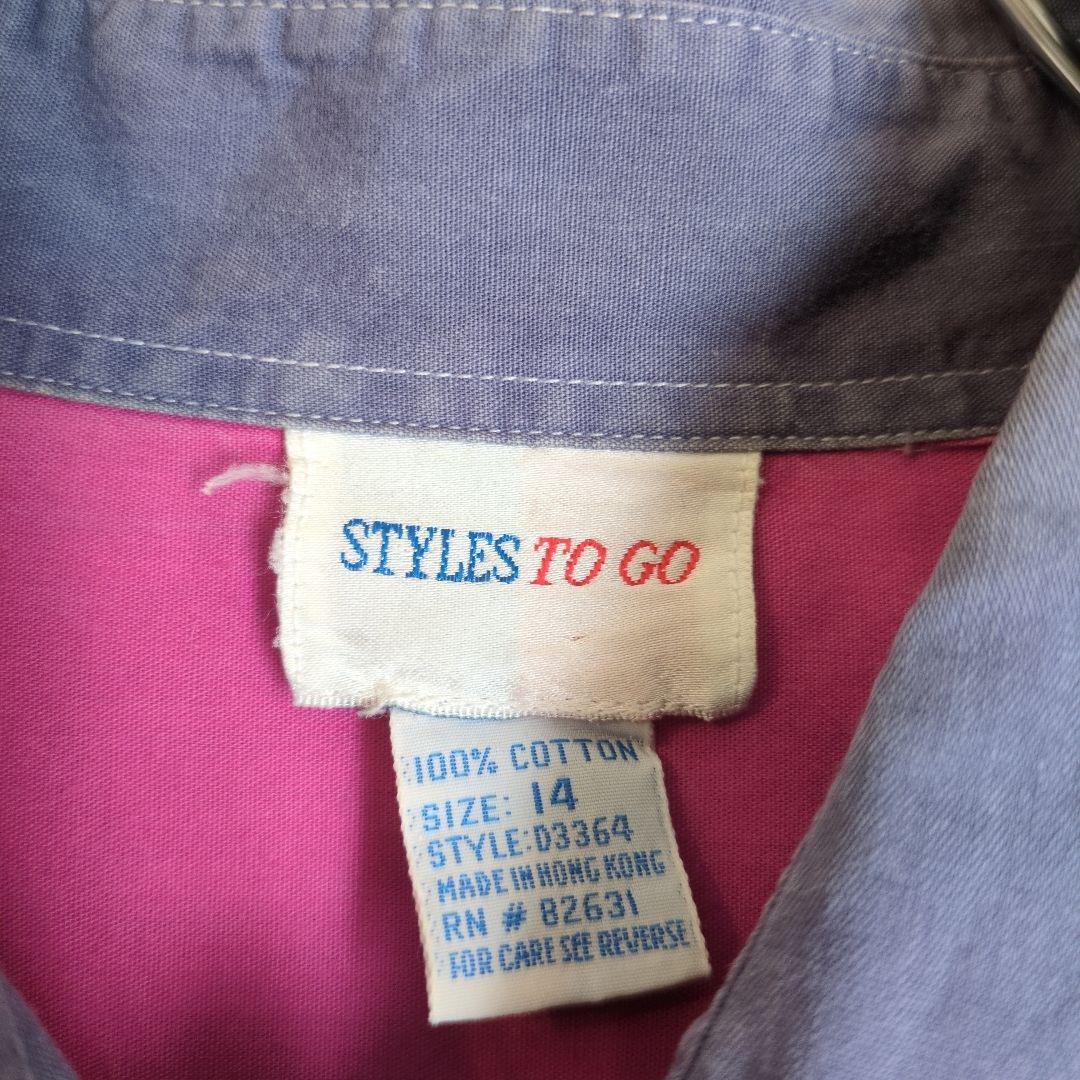 STYLES TO GO
100% COTTON
SIZE: 14
STYLE: D3364
MADE IN HONG KONG
RN # 82631
FOR CARE SEE REVERSE